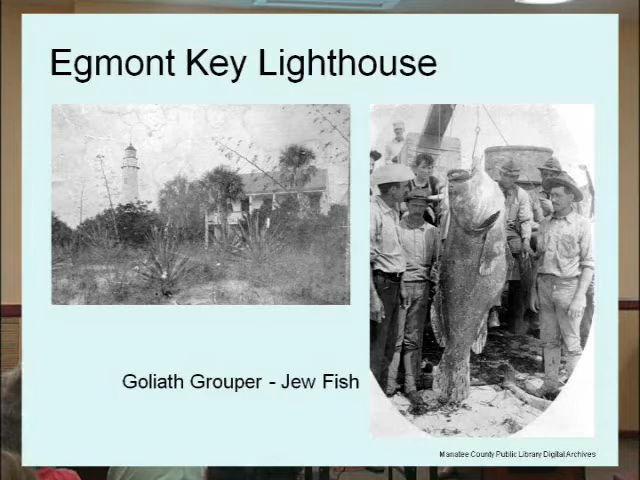 Egmont Key Lighthouse
Goliath Grouper - Jew Fish
Manatee County Public Library Digital Archives